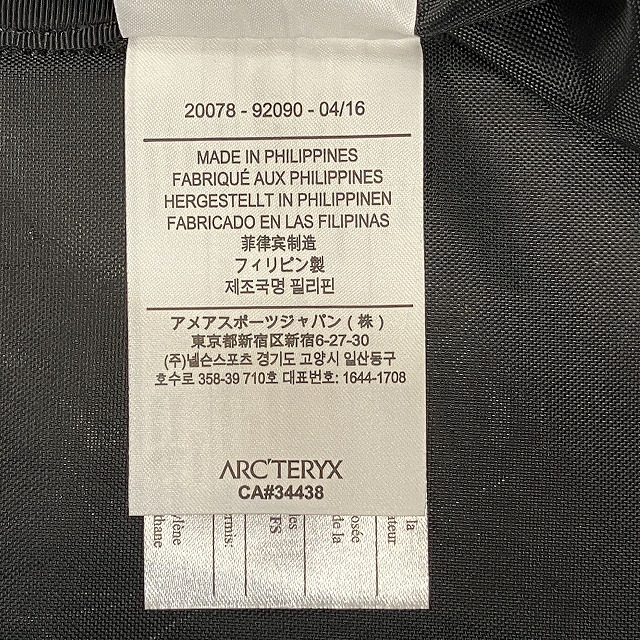 20078 - 92090 - 04/16
MADE IN PHILIPPINES
FABRIQUÉ AUX PHILIPPINES
HERGESTELLT IN PHILIPPINEN
FABRICADO EN LAS FILIPINAS
菲律宾制造
フィリピン製
제조국명 필리핀
アメアスポーツジャパン(株)
東京都新宿区新宿6-27-30
(주)넬슨스포츠 경기도 고양시 일산동구
호수로 358-39 710호 대표번호: 1644-1708
ARC'TERYX
CA#34438
de la
la